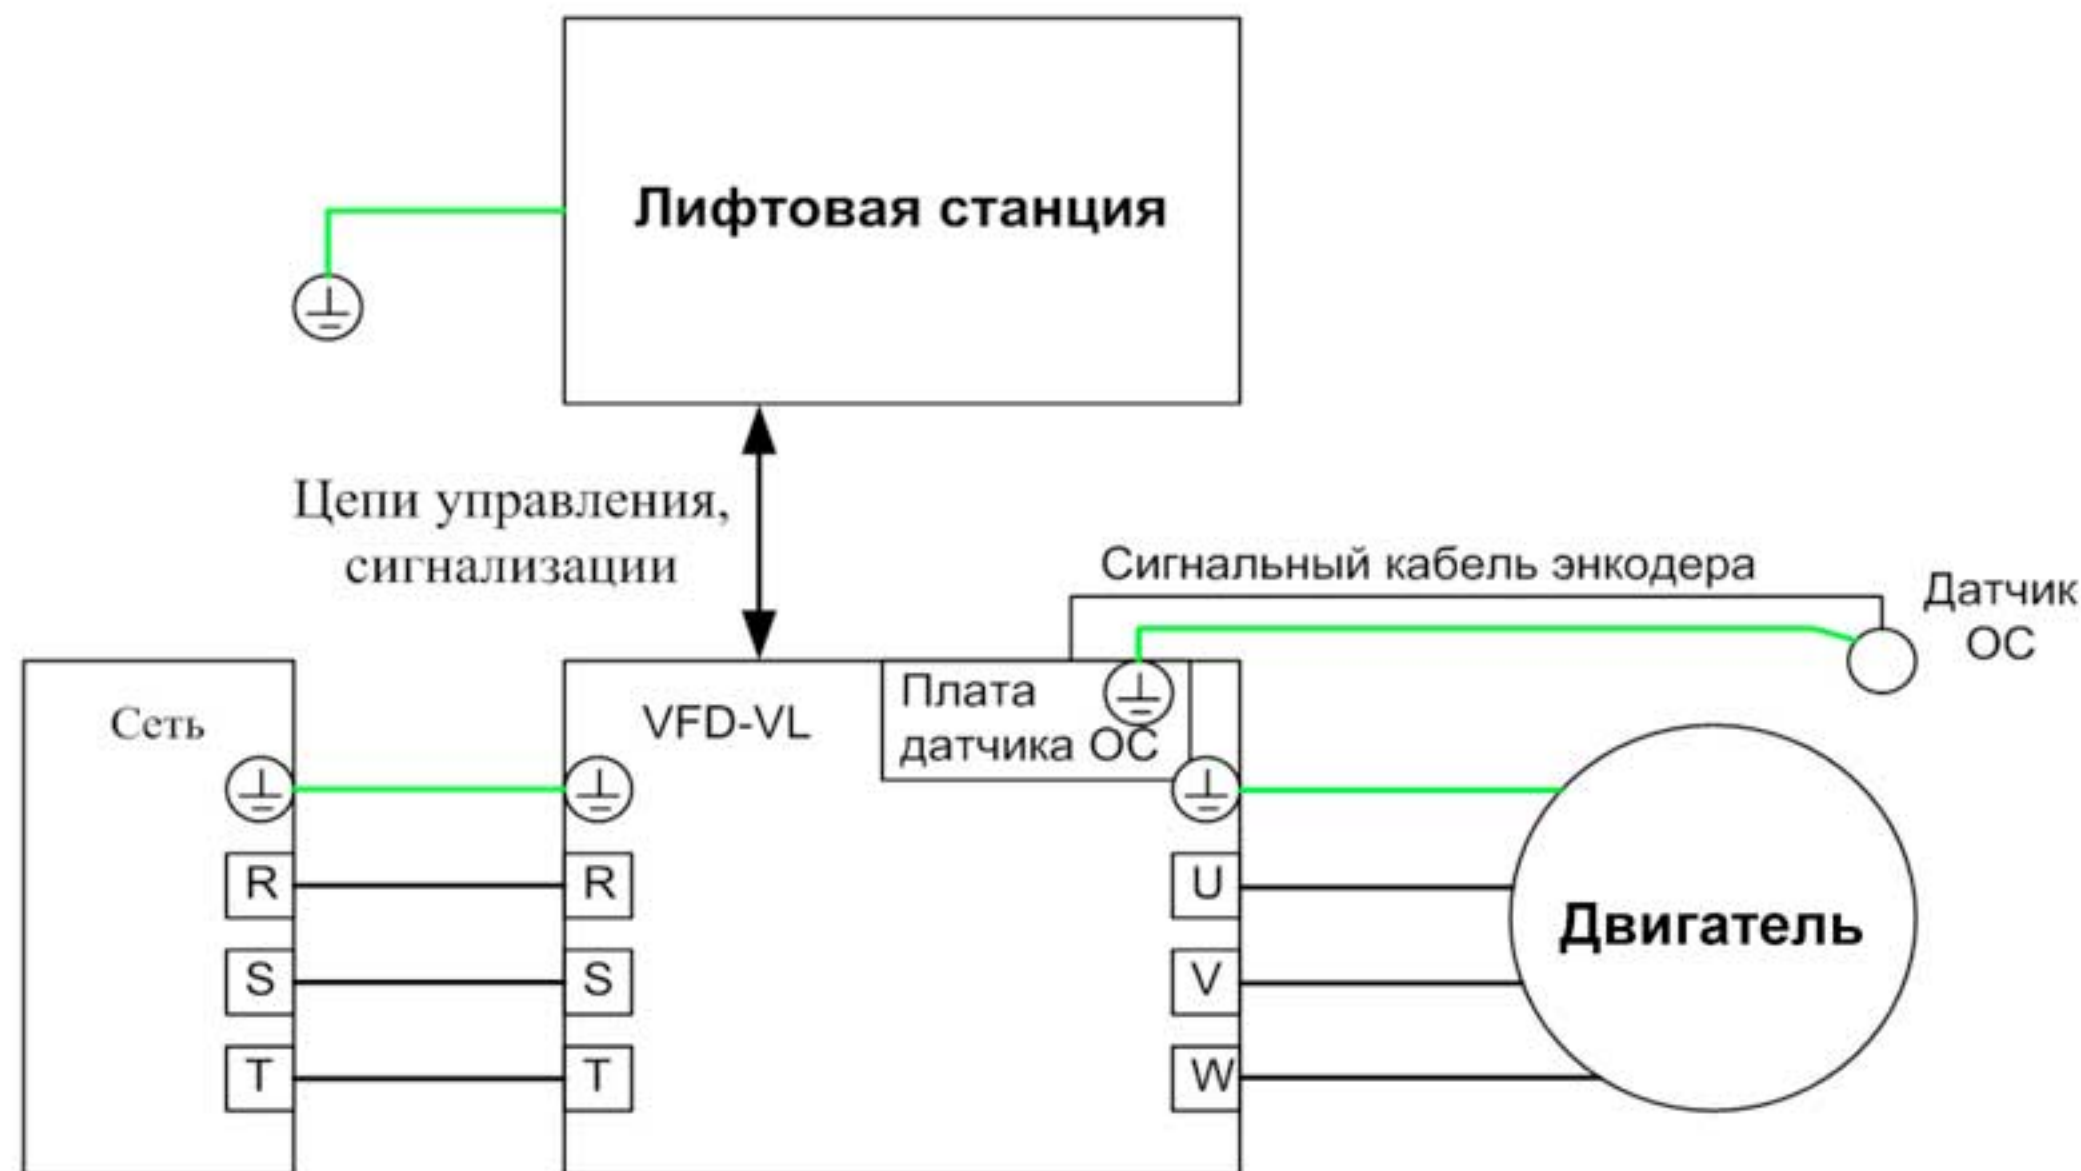 Лифтовая станция
Цепи управления,
сигнализации
Сигнальный кабель энкодера
Датчик
ОС
Сеть
VFD-VL
Плата
датчика ОС
R
R
U
S
S
V
T
T
W
Двигатель